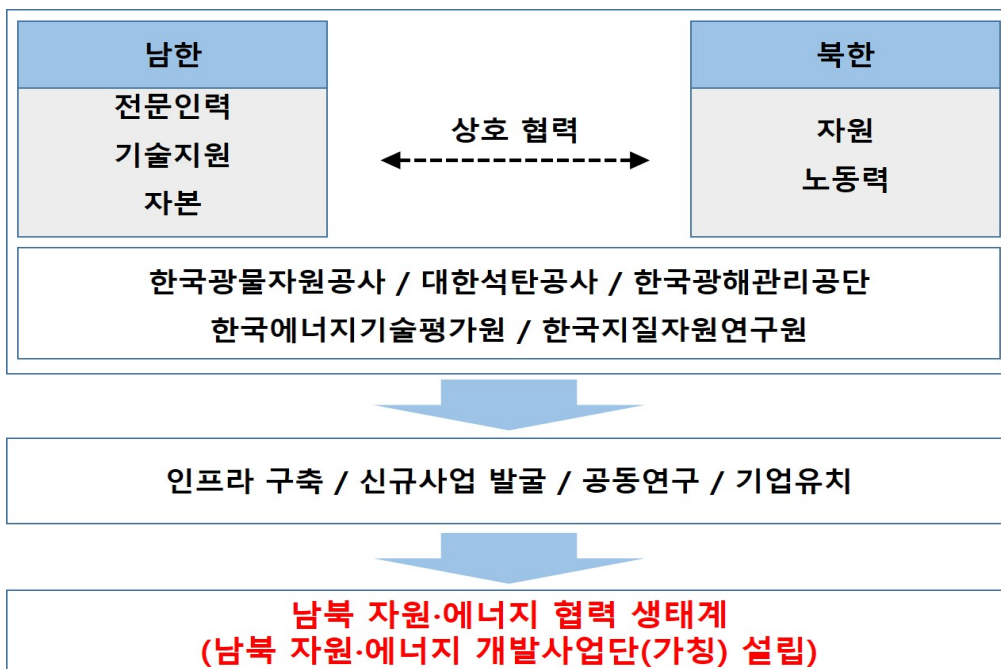 남한
전문인력
기술지원
자본
상호 협력
북한
자원
노동력
한국광물자원공사 / 대한석탄공사 / 한국광해관리공단
한국에너지기술평가원 / 한국지질자원연구원
인프라 구축 / 신규사업 발굴 / 공동연구 / 기업유치
남북 자원·에너지 협력 생태계
(남북 자원·에너지 개발사업단(가칭) 설립)